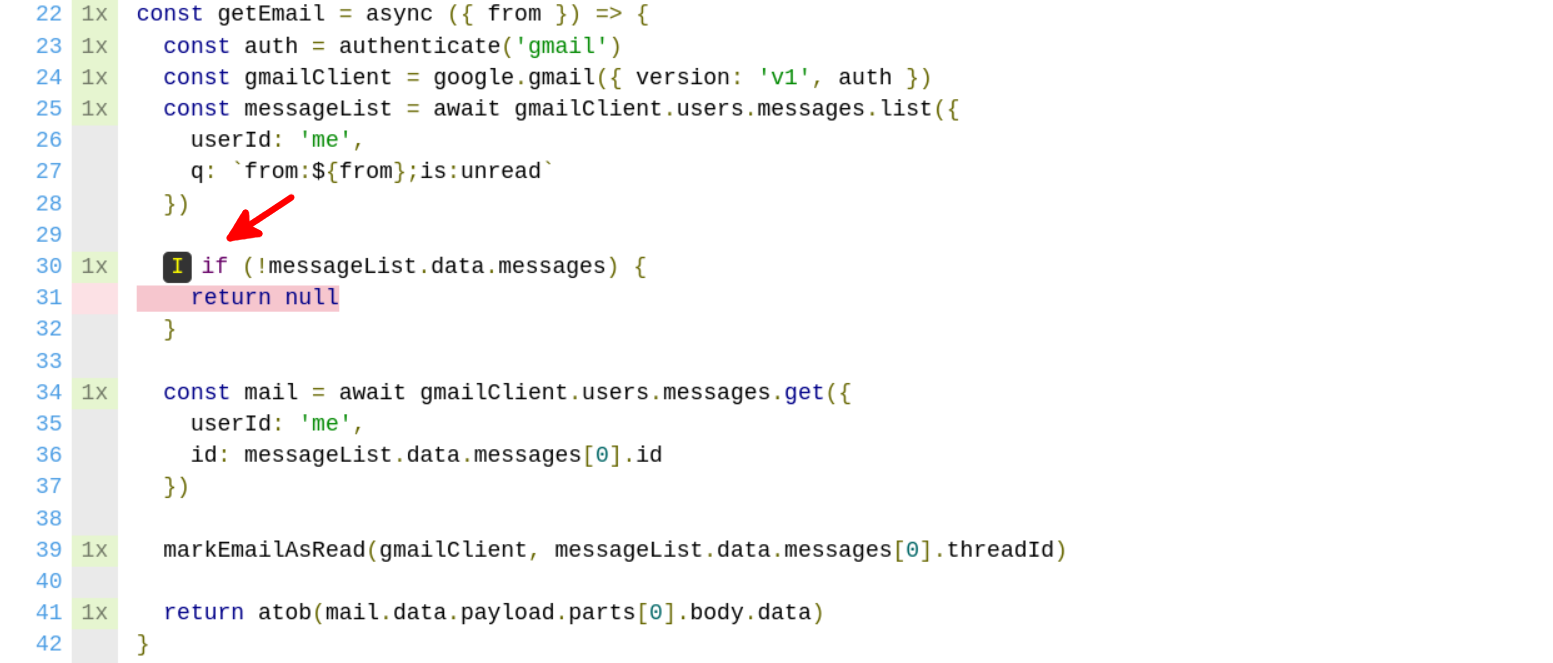 22 1x const getEmail = async ({ from }) => {
23 1x   const auth = authenticate('gmail')
24 1x   const gmailClient = google.gmail({ version: 'v1', auth })
25 1x   const messageList = await gmailClient.users.messages.list({
26        userId: 'me',
27        q: `from:${from};is:unread`
28      })
29
30 1x   I if (!messageList.data.messages) {
31        return null
32      }
33
34 1x   const mail = await gmailClient.users.messages.get({
35        userId: 'me',
36        id: messageList.data.messages[0].id
37      })
38
39 1x   markEmailAsRead(gmailClient, messageList.data.messages[0].threadId)
40
41 1x   return atob(mail.data.payload.parts[0].body.data)
42    }